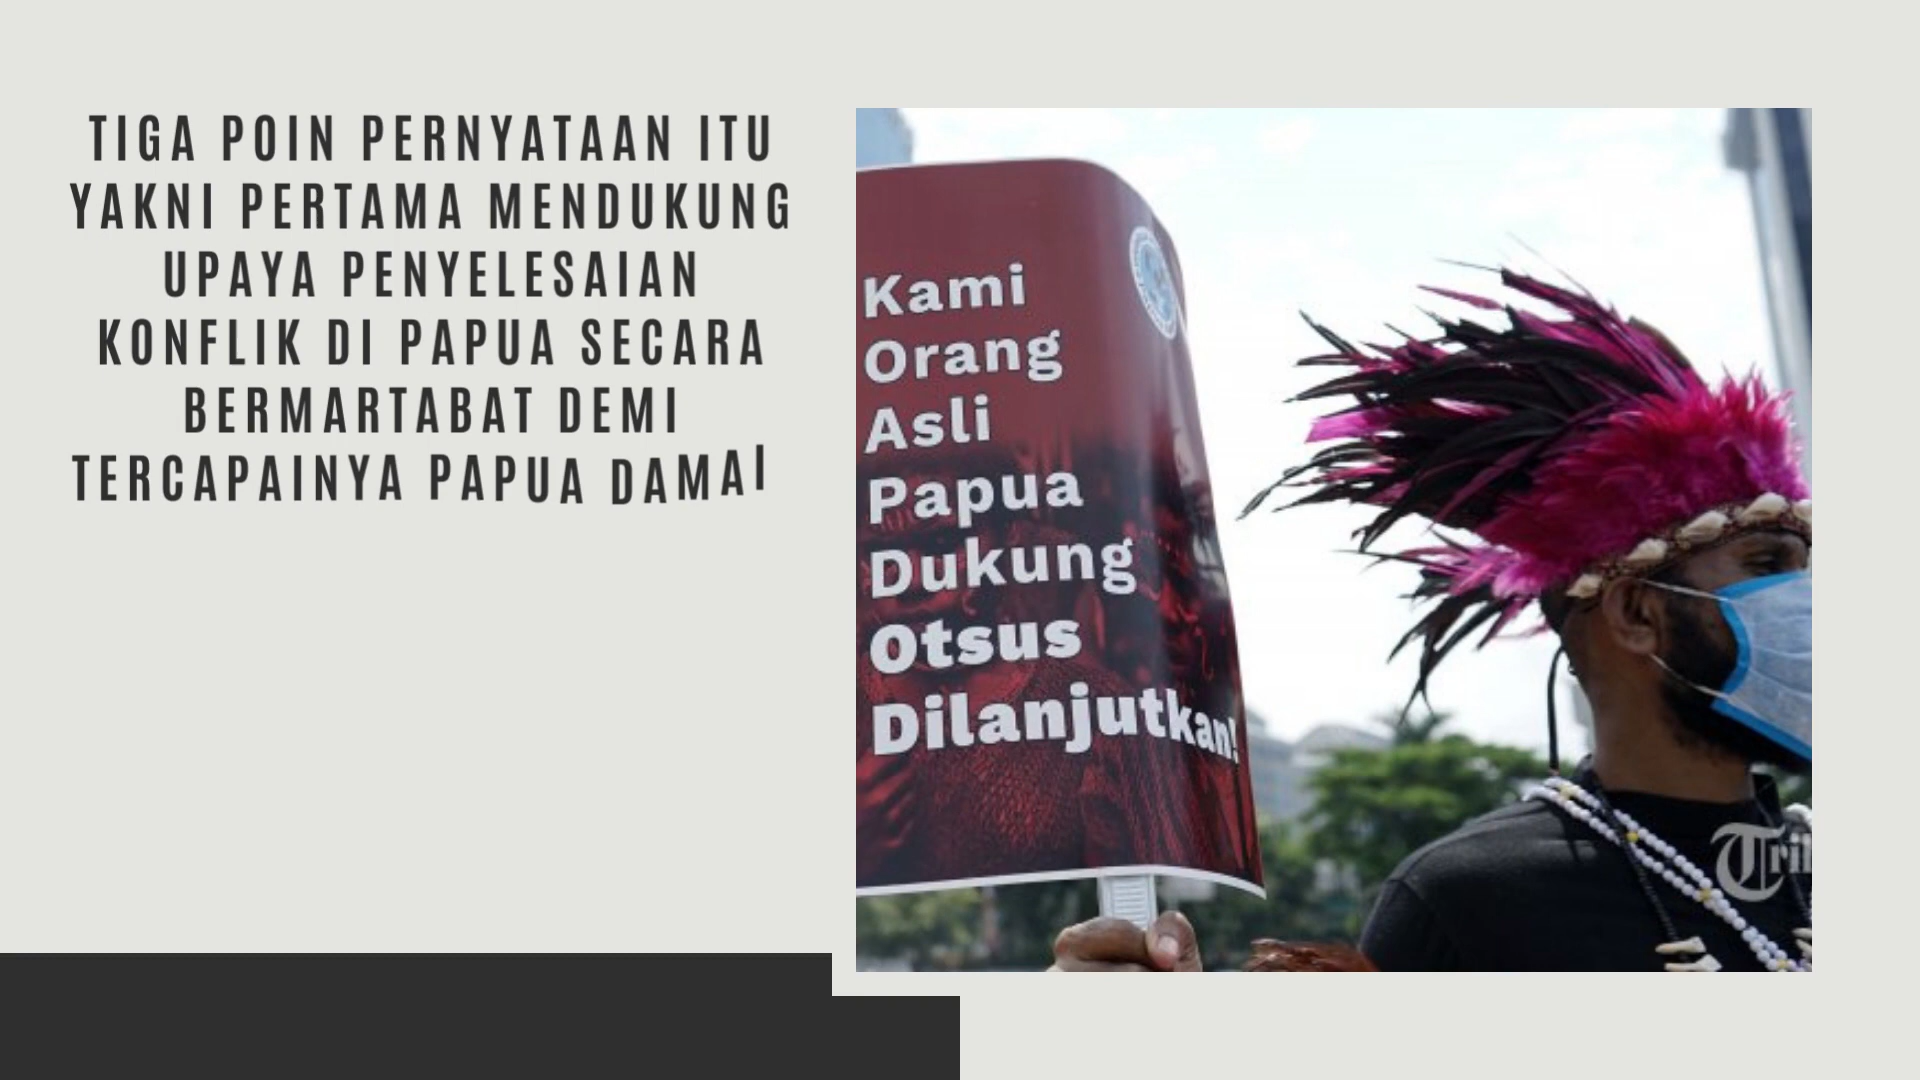 TIGA POIN PERNYATAAN ITU
YAKNI PERTAMA MENDUKUNG
UPAYA PENYELESAIAN
KONFLIK DI PAPUA SECARA
BERMARTABAT DEMI
TERCAPAINYA PAPUA DAMAI
Kami
Orang
Asli
Papua
Dukung
Otsus
Dilanjutkan!